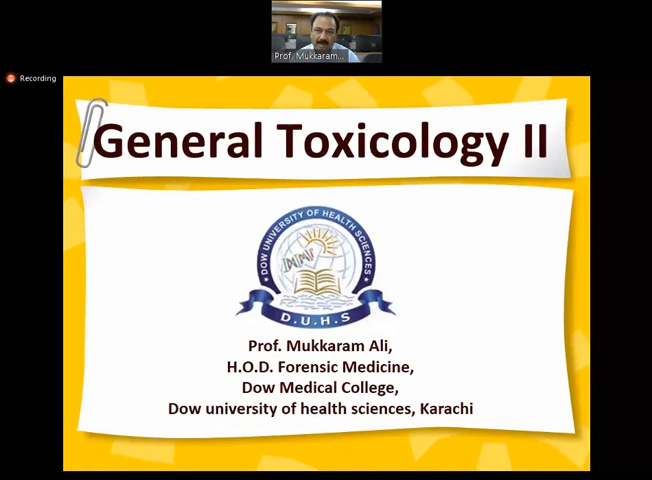 Prof. Mukkaram...
Recording
General Toxicology II
DOW UNIVERSITY OF HEALTH SCIENCES
D.U.H.S
Prof. Mukkaram Ali,
H.O.D. Forensic Medicine,
Dow Medical College,
Dow university of health sciences, Karachi